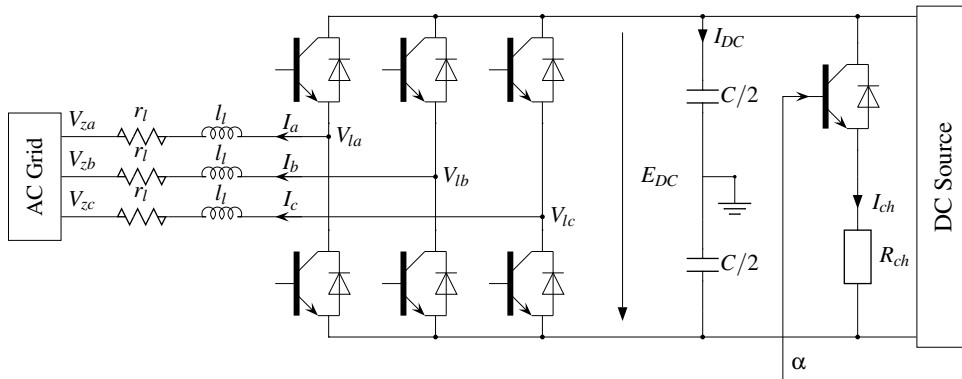 I_DC
C/2
r_l
l_l
V_za
I_a
V_la
r_l
l_l
V_zb
I_b
V_lb
E_DC
r_l
l_l
V_zc
I_c
V_lc
I_ch
AC Grid
DC Source
C/2
R_ch
α